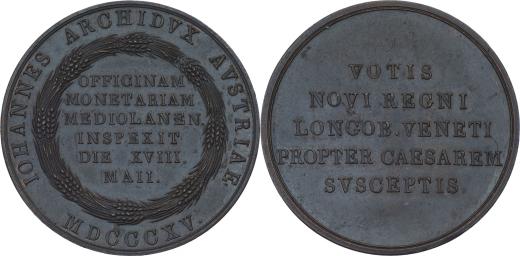 IOHANNES ARCHIDVX AVSTRIAE.
OFFICINAM
MONETARIAM
MEDIOLANEN.
INSPEXIT
DIE XVIII.
MAII.
MDCCCXV.
VOTIS
NOVI REGNI
LONGOB.VENETI
PROPTER CAESAREM
SVSCEPTIS.